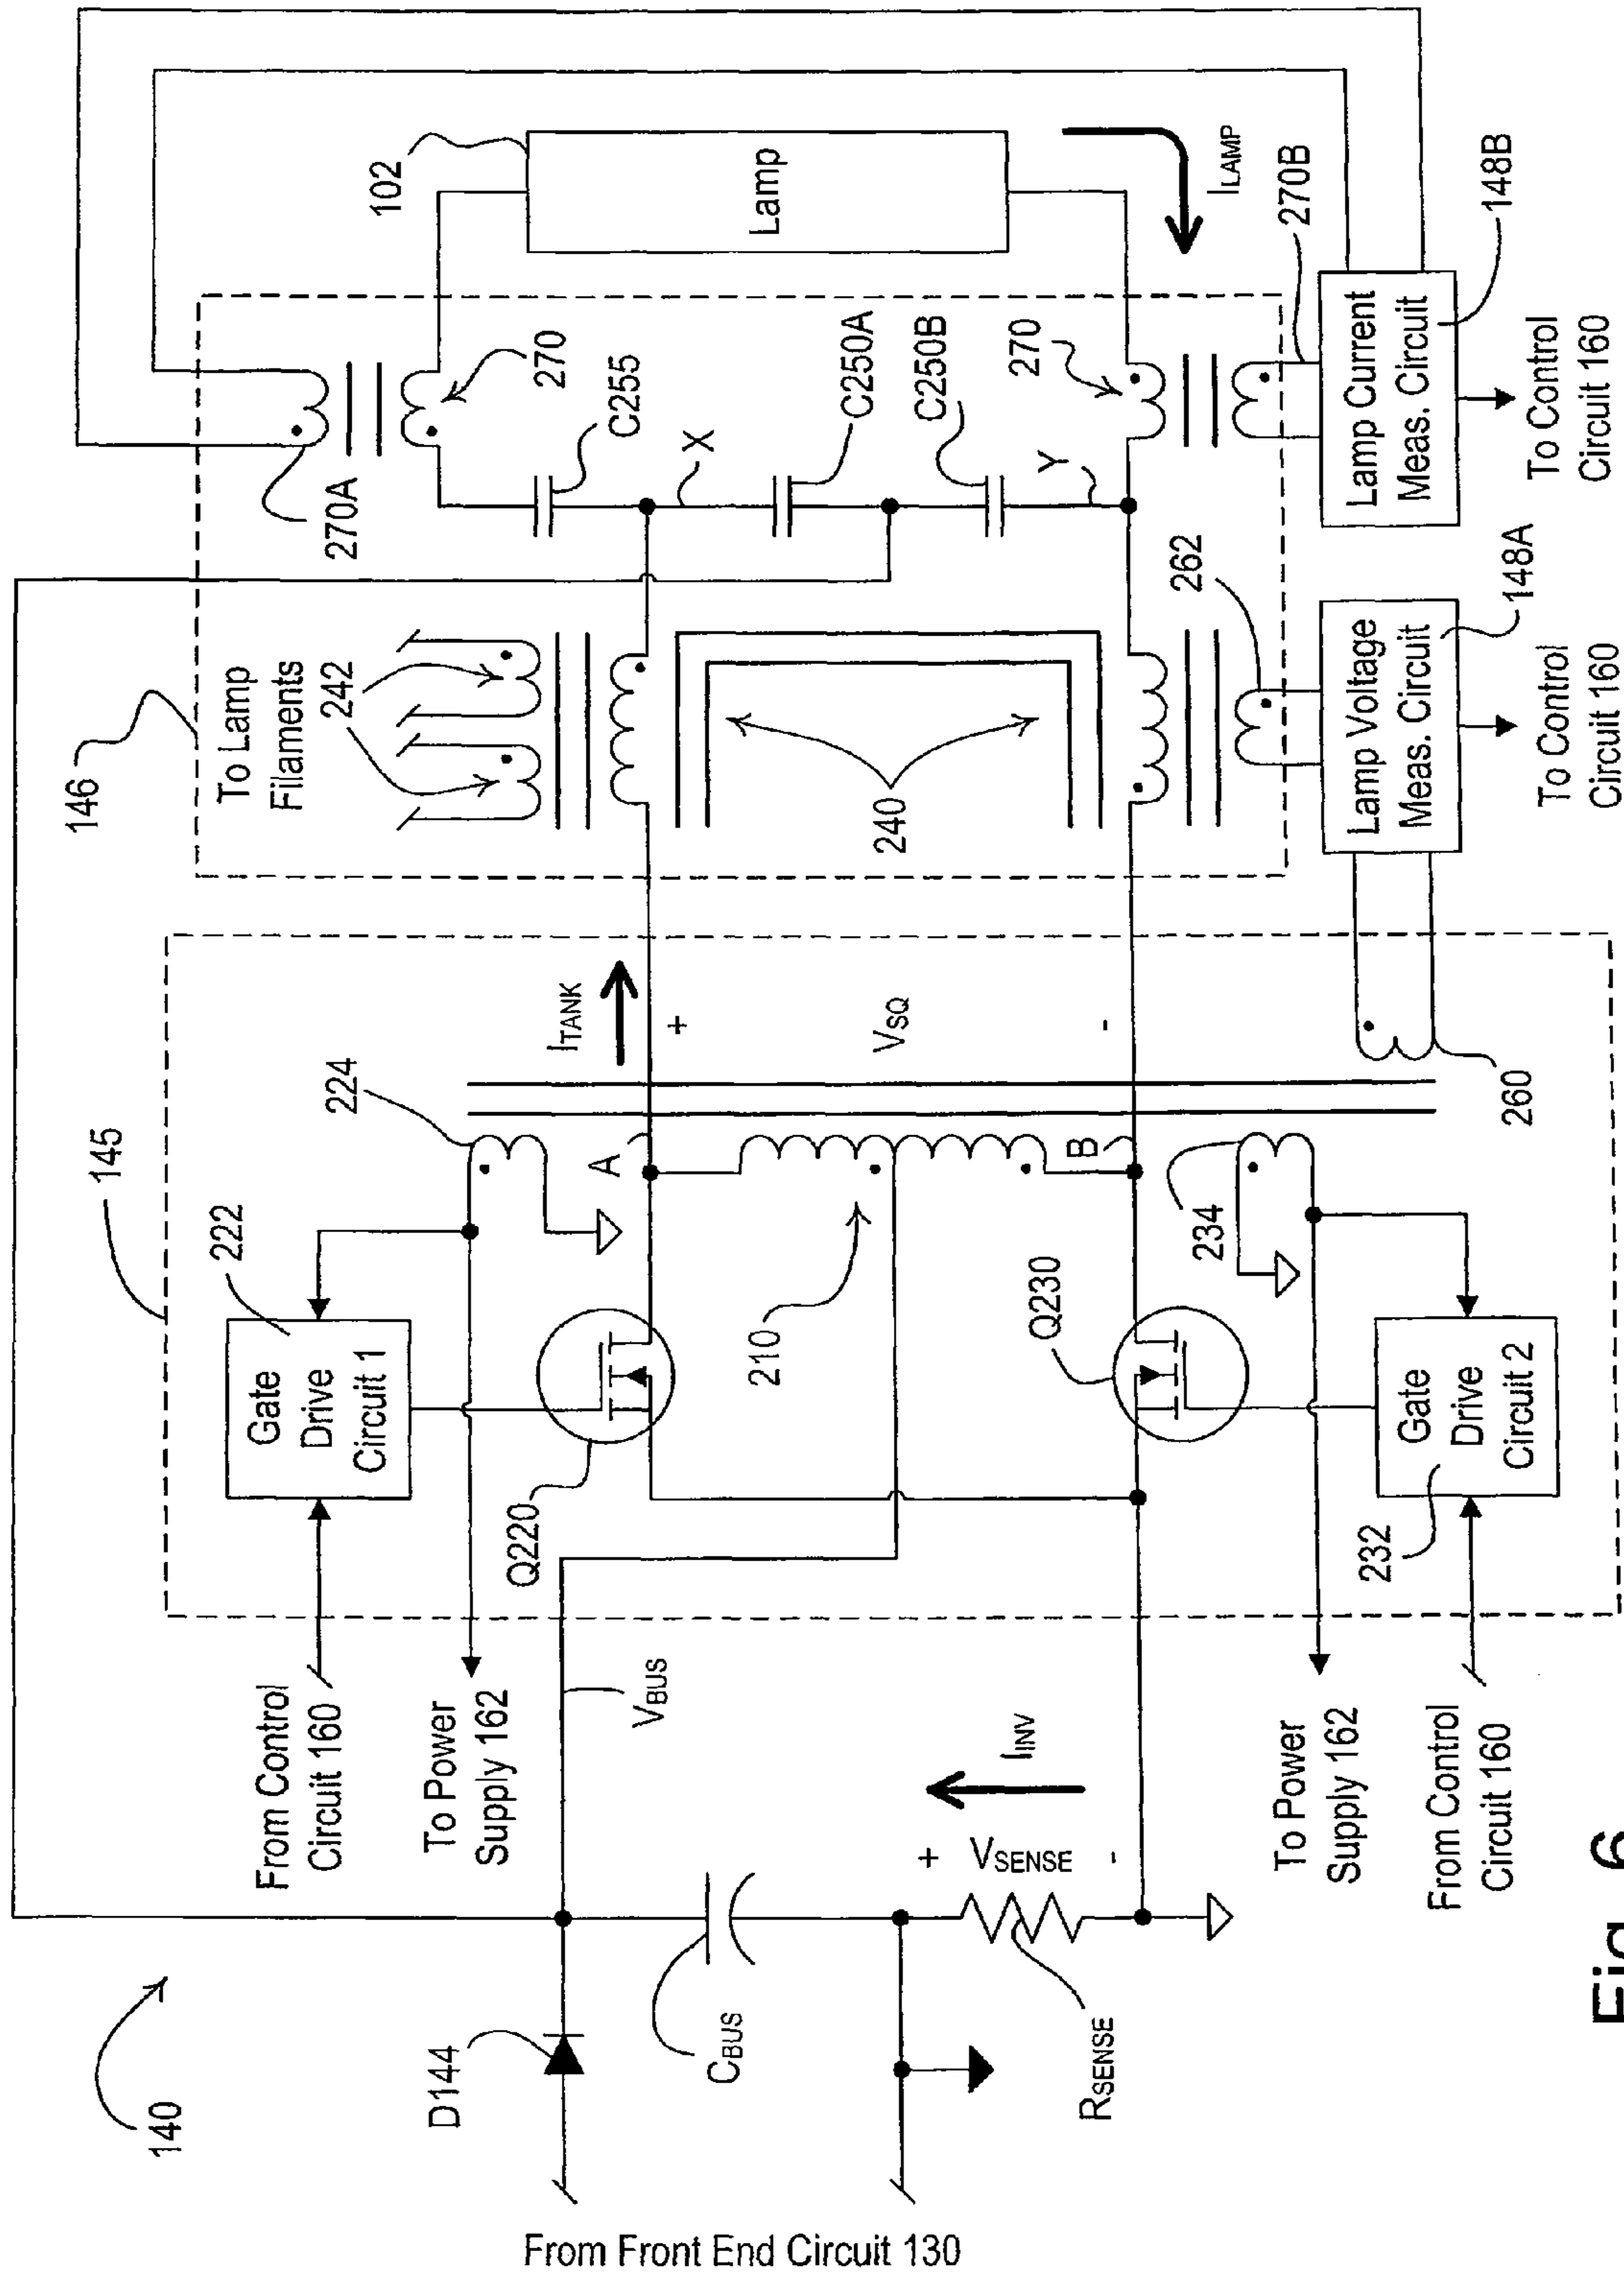 140
From Front End Circuit 130
D144
CBUS
RSENSE
+
VSENSE
-
IINV
VBUS
From Control
Circuit 160
To Power
Supply 162
To Power
Supply 162
From Control
Circuit 160
145
222
Gate
Drive
Circuit 1
224
Q220
A
210
Q230
B
234
232
Gate
Drive
Circuit 2
ITANK
+
VSQ
-
260
146
To Lamp
Filaments
242
240
262
Lamp Voltage
Meas. Circuit
148A
To Control
Circuit 160
270A
270
C255
X
C250A
C250B
Y
270
102
Lamp
ILAMP
270B
Lamp Current
Meas. Circuit
148B
To Control
Circuit 160
Fig. 6